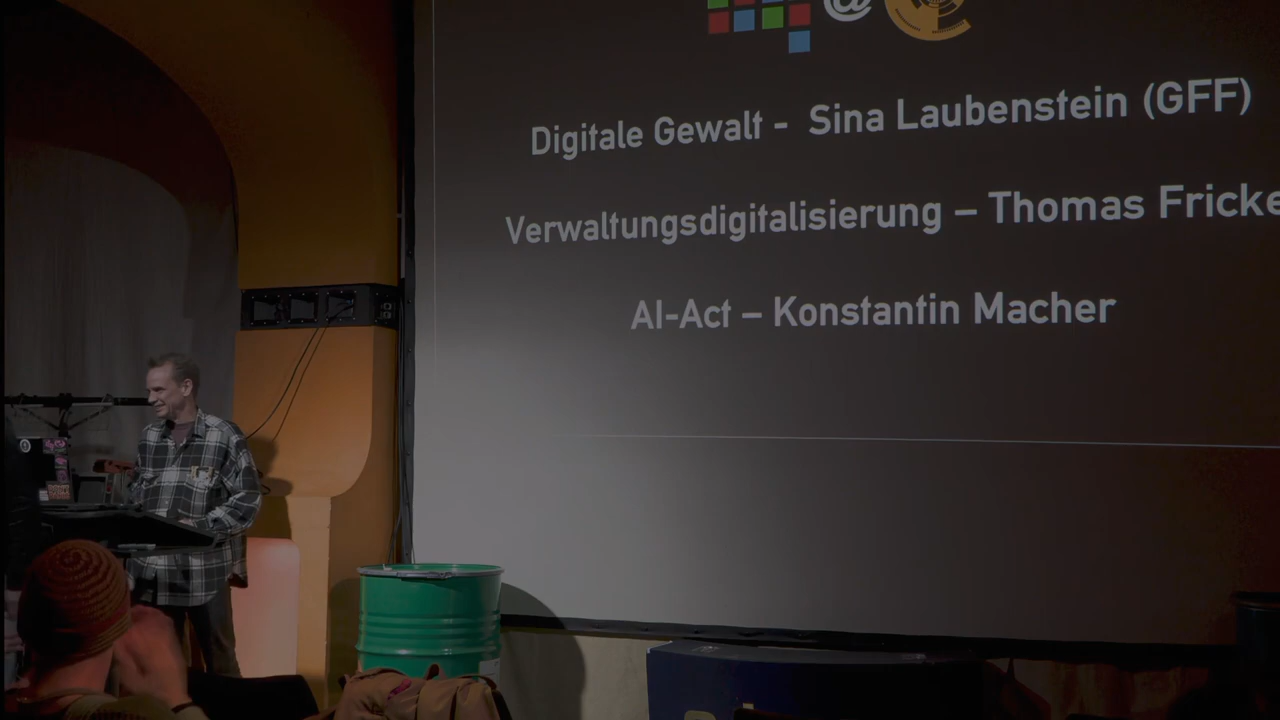 @
Digitale Gewalt - Sina Laubenstein (GFF)
Verwaltungsdigitalisierung – Thomas Fricke
AI-Act – Konstantin Macher